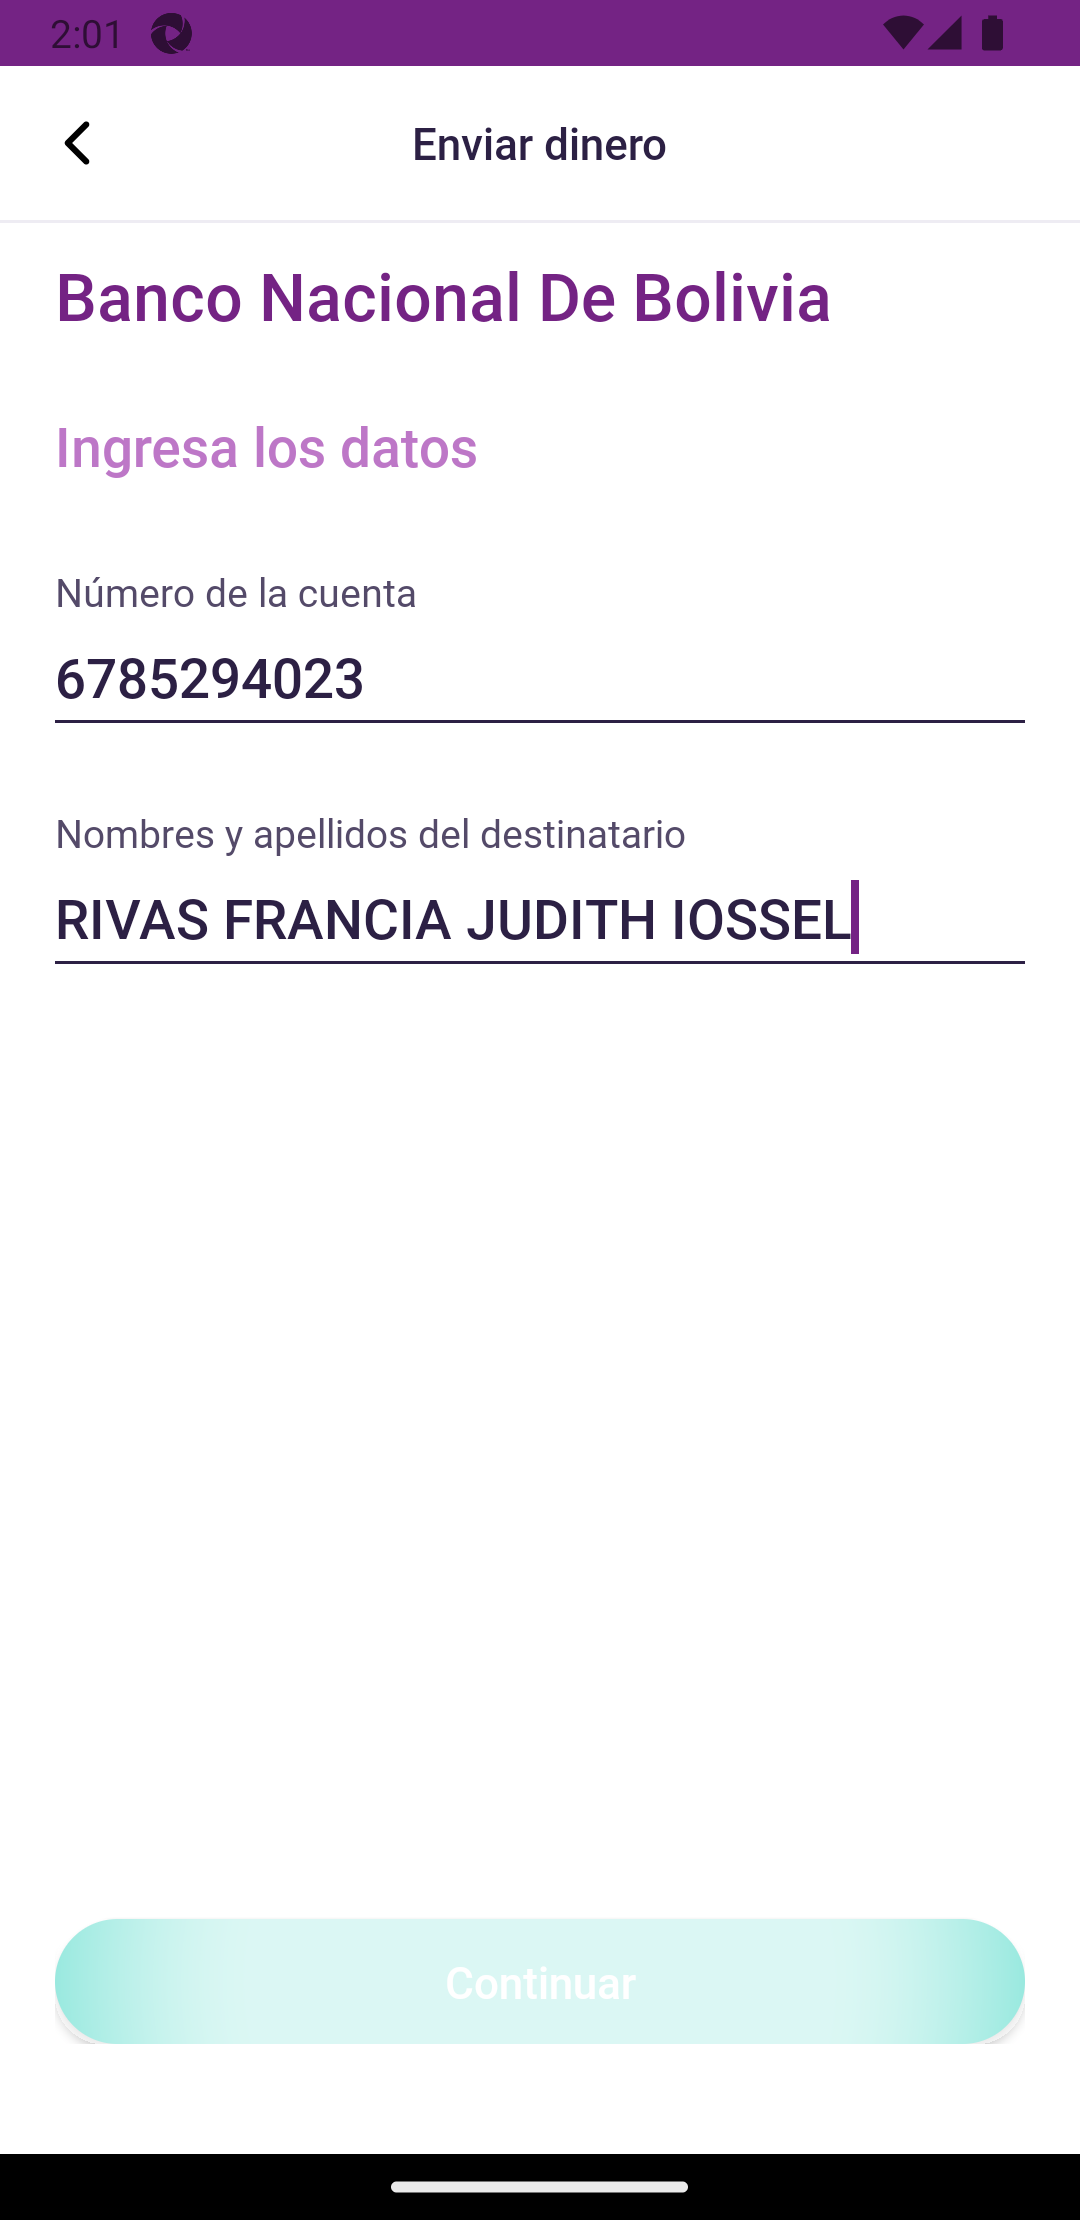 2:01
Enviar dinero
Banco Nacional De Bolivia
Ingresa los datos
Número de la cuenta
6785294023
Nombres y apellidos del destinatario
RIVAS FRANCIA JUDITH IOSSEL
Continuar